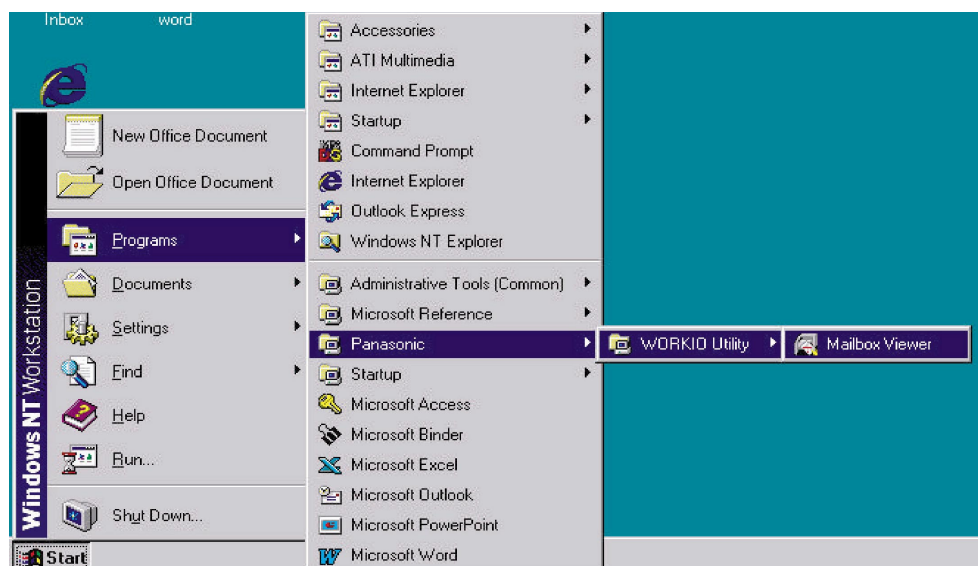 Inbox
word
New Office Document
Open Office Document
Programs
Documents
Settings
Find
Help
Run...
Shut Down...
Windows NT Workstation
Start
Accessories
ATI Multimedia
Internet Explorer
Startup
Command Prompt
Internet Explorer
Outlook Express
Windows NT Explorer
Administrative Tools (Common)
Microsoft Reference
Panasonic
Startup
Microsoft Access
Microsoft Binder
Microsoft Excel
Microsoft Outlook
Microsoft PowerPoint
Microsoft Word
WORKIO Utility
Mailbox Viewer